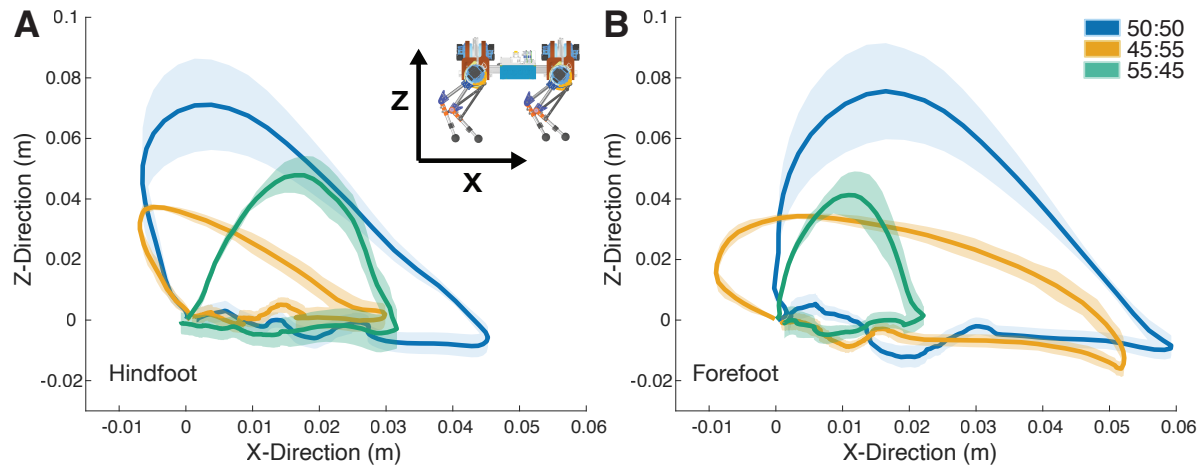 A
B
0.1
0.08
0.06
0.04
0.02
0
-0.02
Z-Direction (m)
Z
X
Hindfoot
-0.01 0 0.01 0.02 0.03 0.04 0.05 0.06
X-Direction (m)
0.1
0.08
0.06
0.04
0.02
0
-0.02
Z-Direction (m)
50:50
45:55
55:45
Forefoot
-0.01 0 0.01 0.02 0.03 0.04 0.05 0.06
X-Direction (m)